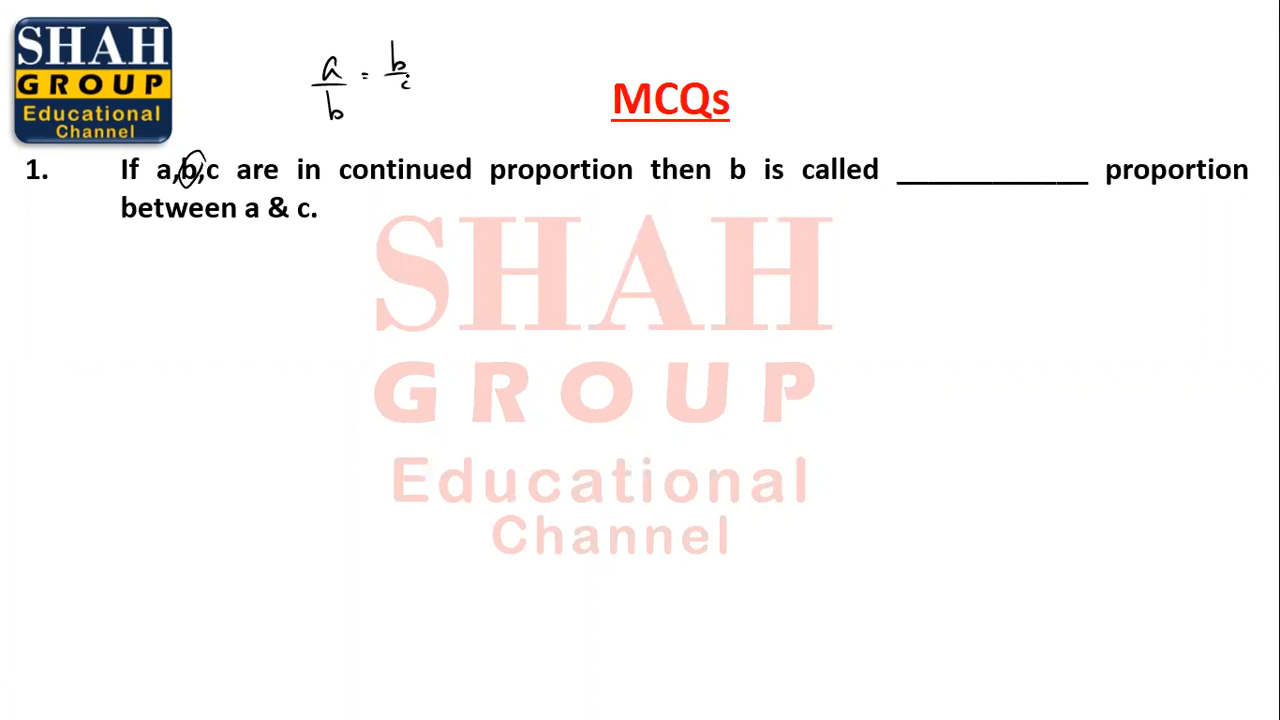 SHAH
GROUP
Educational
Channel
a/b = b/c
MCQs
1. If a,b,c are in continued proportion then b is called _____________ proportion
between a & c.
SHAH
GROUP
Educational
Channel